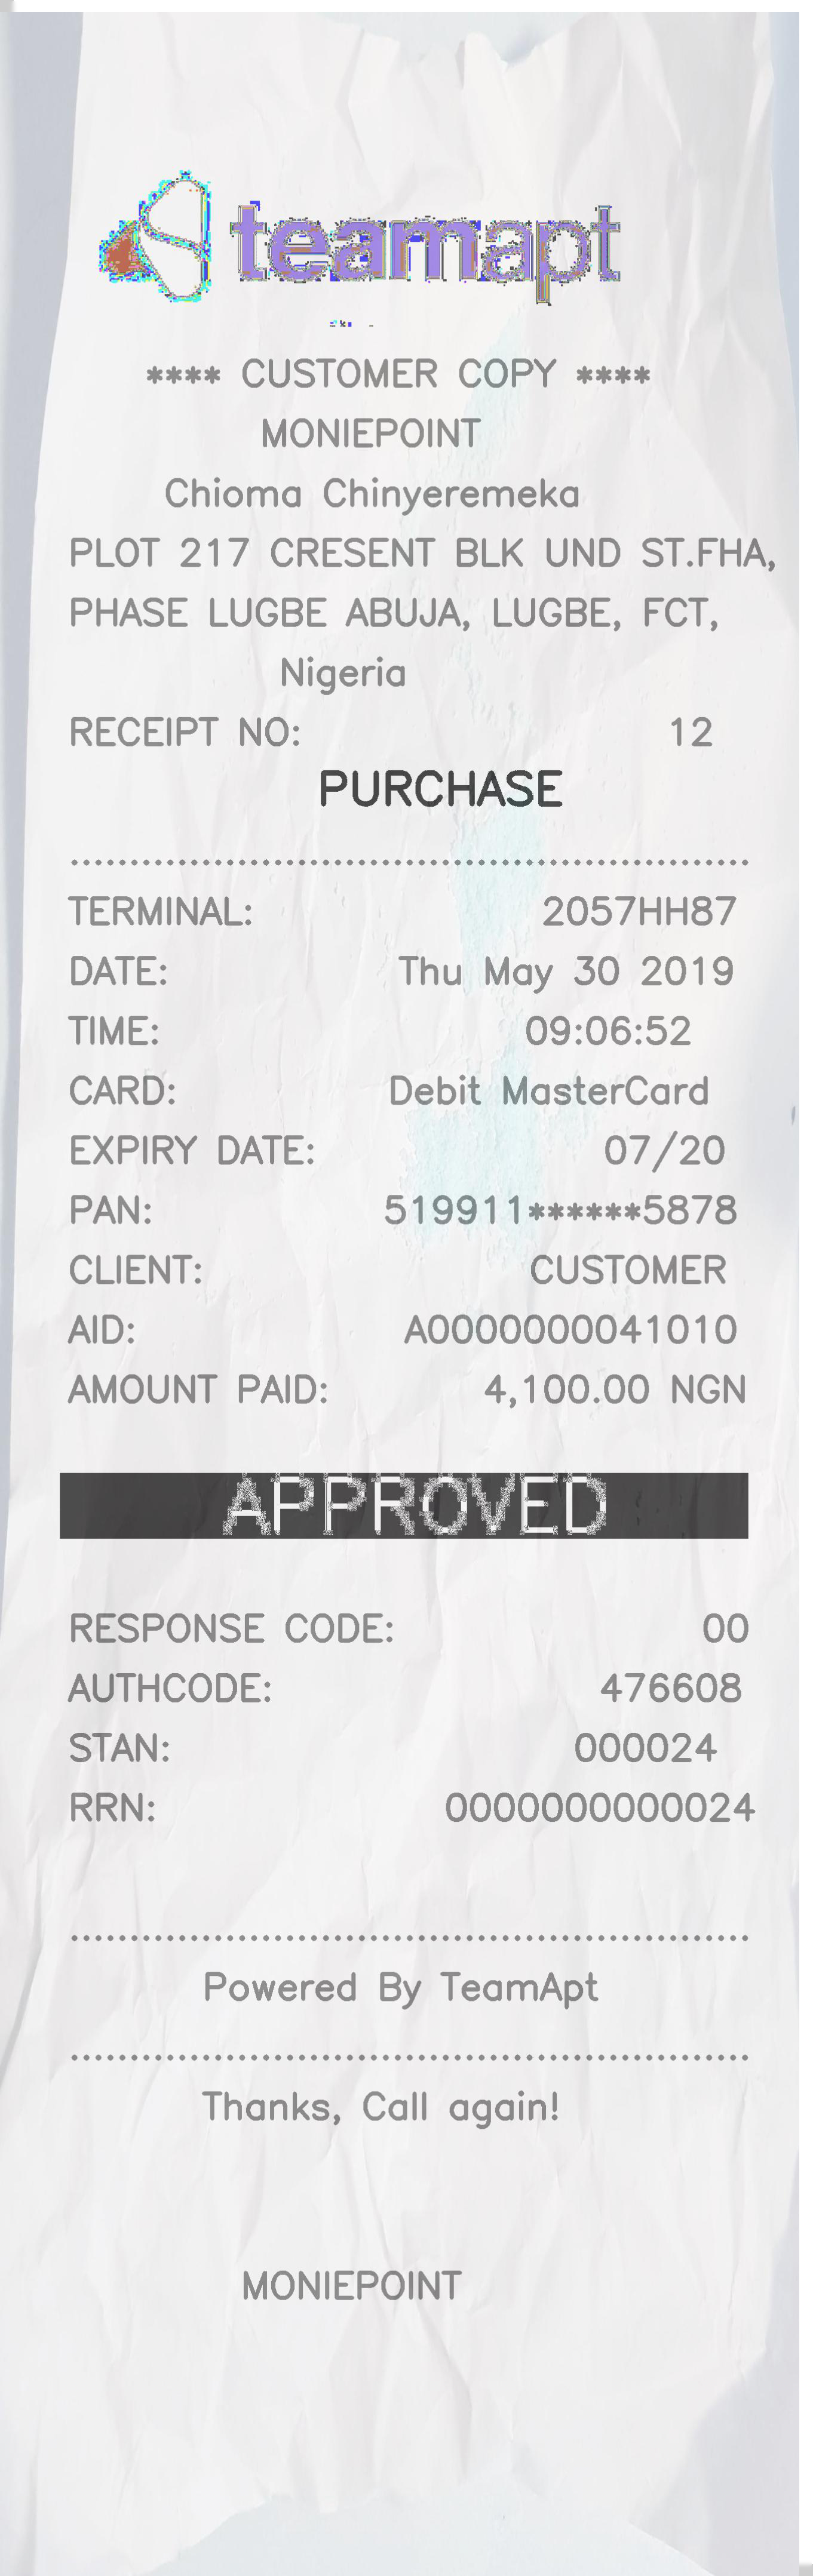 teamapt
**** CUSTOMER COPY ****
MONIEPOINT
Chioma Chinyeremeka
PLOT 217 CRESENT BLK UND ST.FHA,
PHASE LUGBE ABUJA, LUGBE, FCT,
Nigeria
RECEIPT NO: 12
PURCHASE
TERMINAL: 2057HH87
DATE: Thu May 30 2019
TIME: 09:06:52
CARD: Debit MasterCard
EXPIRY DATE: 07/20
PAN: 519911******5878
CLIENT: CUSTOMER
AID: A0000000041010
AMOUNT PAID: 4,100.00 NGN
APPROVED
RESPONSE CODE: 00
AUTHCODE: 476608
STAN: 000024
RRN: 0000000000024
Powered By TeamApt
Thanks, Call again!
MONIEPOINT